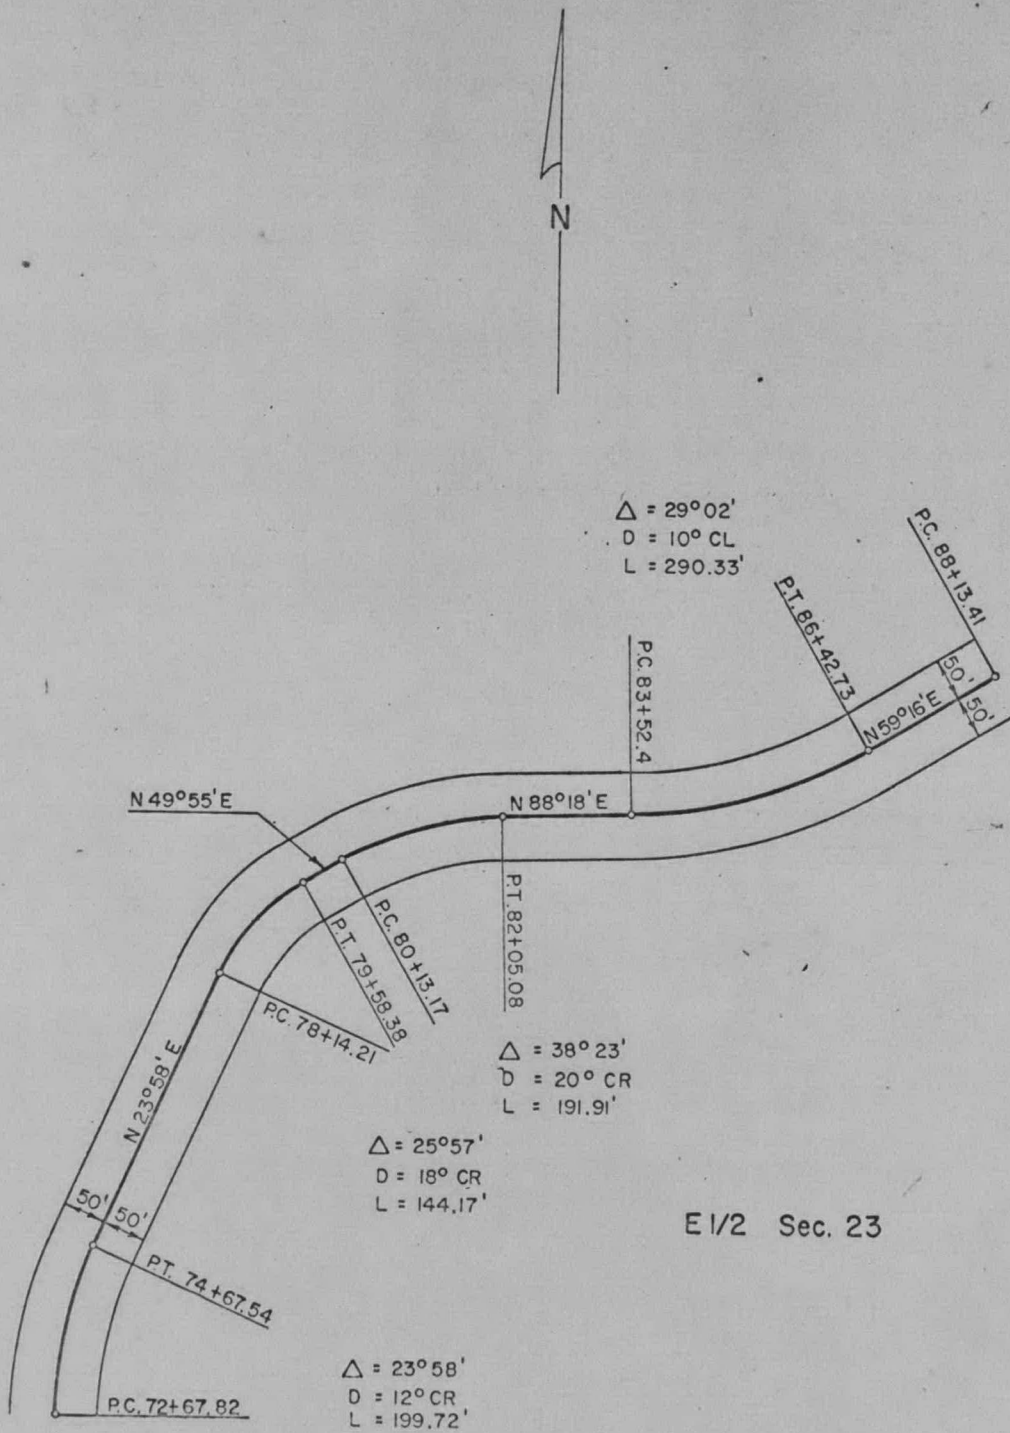 N
△ = 29°02'
D = 10° CL
L = 290.33'
P.C. 88+13.41
P.T. 86+42.73
P.C. 83+52.4
50'
50'
N 59°16'E
N 49°55'E
N 88°18'E
P.T. 82+05.08
P.C. 80+13.17
P.T. 79+58.38
P.C. 78+14.21
N 23°58' E
△ = 38°23'
D = 20° CR
L = 191.91'
△ = 25°57'
D = 18° CR
L = 144.17'
E 1/2 Sec. 23
50'
50'
P.T. 74+67.54
△ = 23°58'
D = 12° CR
L = 199.72'
P.C. 72+67.82